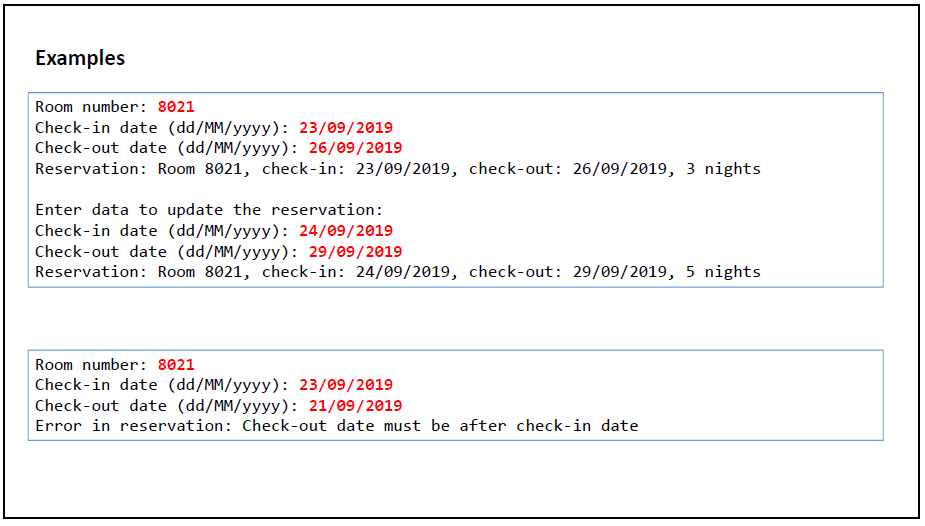 Examples
Room number: 8021
Check-in date (dd/MM/yyyy): 23/09/2019
Check-out date (dd/MM/yyyy): 26/09/2019
Reservation: Room 8021, check-in: 23/09/2019, check-out: 26/09/2019, 3 nights
Enter data to update the reservation:
Check-in date (dd/MM/yyyy): 24/09/2019
Check-out date (dd/MM/yyyy): 29/09/2019
Reservation: Room 8021, check-in: 24/09/2019, check-out: 29/09/2019, 5 nights
Room number: 8021
Check-in date (dd/MM/yyyy): 23/09/2019
Check-out date (dd/MM/yyyy): 21/09/2019
Error in reservation: Check-out date must be after check-in date